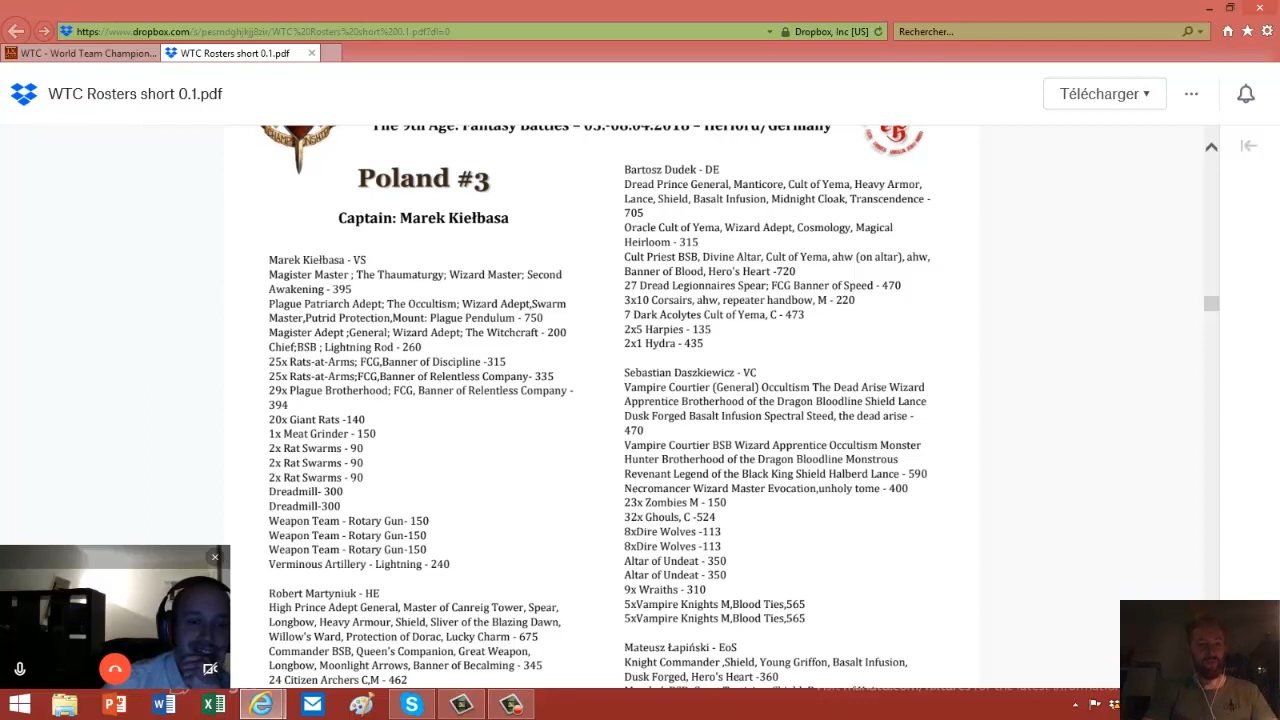 https://www.dropbox.com/s/pesmdghjkjj8zir/WTC%20Rosters%20short%200.1.pdf?dl=0
Dropbox, Inc [US]
Rechercher...
WTC - World Team Champion...
WTC Rosters short 0.1.pdf
WTC Rosters short 0.1.pdf
Télécharger
The 9th Age: Fantasy Battles – 05.-08.04.2018 – Herford/Germany
Poland #3
Captain: Marek Kiełbasa
Marek Kiełbasa - VS
Magister Master ; The Thaumaturgy; Wizard Master; Second
Awakening - 395
Plague Patriarch Adept; The Occultism; Wizard Adept,Swarm
Master,Putrid Protection,Mount: Plague Pendulum - 750
Magister Adept ;General; Wizard Adept; The Witchcraft - 200
Chief;BSB ; Lightning Rod - 260
25x Rats-at-Arms; FCG,Banner of Discipline -315
25x Rats-at-Arms;FCG,Banner of Relentless Company- 335
29x Plague Brotherhood; FCG, Banner of Relentless Company -
394
20x Giant Rats -140
1x Meat Grinder - 150
2x Rat Swarms - 90
2x Rat Swarms - 90
2x Rat Swarms - 90
Dreadmill- 300
Dreadmill-300
Weapon Team - Rotary Gun- 150
Weapon Team - Rotary Gun-150
Weapon Team - Rotary Gun-150
Verminous Artillery - Lightning - 240
Robert Martyniuk - HE
High Prince Adept General, Master of Canreig Tower, Spear,
Longbow, Heavy Armour, Shield, Sliver of the Blazing Dawn,
Willow's Ward, Protection of Dorac, Lucky Charm - 675
Commander BSB, Queen's Companion, Great Weapon,
Longbow, Moonlight Arrows, Banner of Becalming - 345
24 Citizen Archers C,M - 462
Bartosz Dudek - DE
Dread Prince General, Manticore, Cult of Yema, Heavy Armor,
Lance, Shield, Basalt Infusion, Midnight Cloak, Transcendence -
705
Oracle Cult of Yema, Wizard Adept, Cosmology, Magical
Heirloom - 315
Cult Priest BSB, Divine Altar, Cult of Yema, ahw (on altar), ahw,
Banner of Blood, Hero's Heart -720
27 Dread Legionnaires Spear; FCG Banner of Speed - 470
3x10 Corsairs, ahw, repeater handbow, M - 220
7 Dark Acolytes Cult of Yema, C - 473
2x5 Harpies - 135
2x1 Hydra - 435
Sebastian Daszkiewicz - VC
Vampire Courtier (General) Occultism The Dead Arise Wizard
Apprentice Brotherhood of the Dragon Bloodline Shield Lance
Dusk Forged Basalt Infusion Spectral Steed, the dead arise -
470
Vampire Courtier BSB Wizard Apprentice Occultism Monster
Hunter Brotherhood of the Dragon Bloodline Monstrous
Revenant Legend of the Black King Shield Halberd Lance - 590
Necromancer Wizard Master Evocation,unholy tome - 400
23x Zombies M - 150
32x Ghouls, C -524
8xDire Wolves -113
8xDire Wolves -113
Altar of Undeat - 350
Altar of Undeat - 350
9x Wraiths - 310
5xVampire Knights M,Blood Ties,565
5xVampire Knights M,Blood Ties,565
Mateusz Łapiński - EoS
Knight Commander ,Shield, Young Griffon, Basalt Infusion,
Dusk Forged, Hero's Heart -360